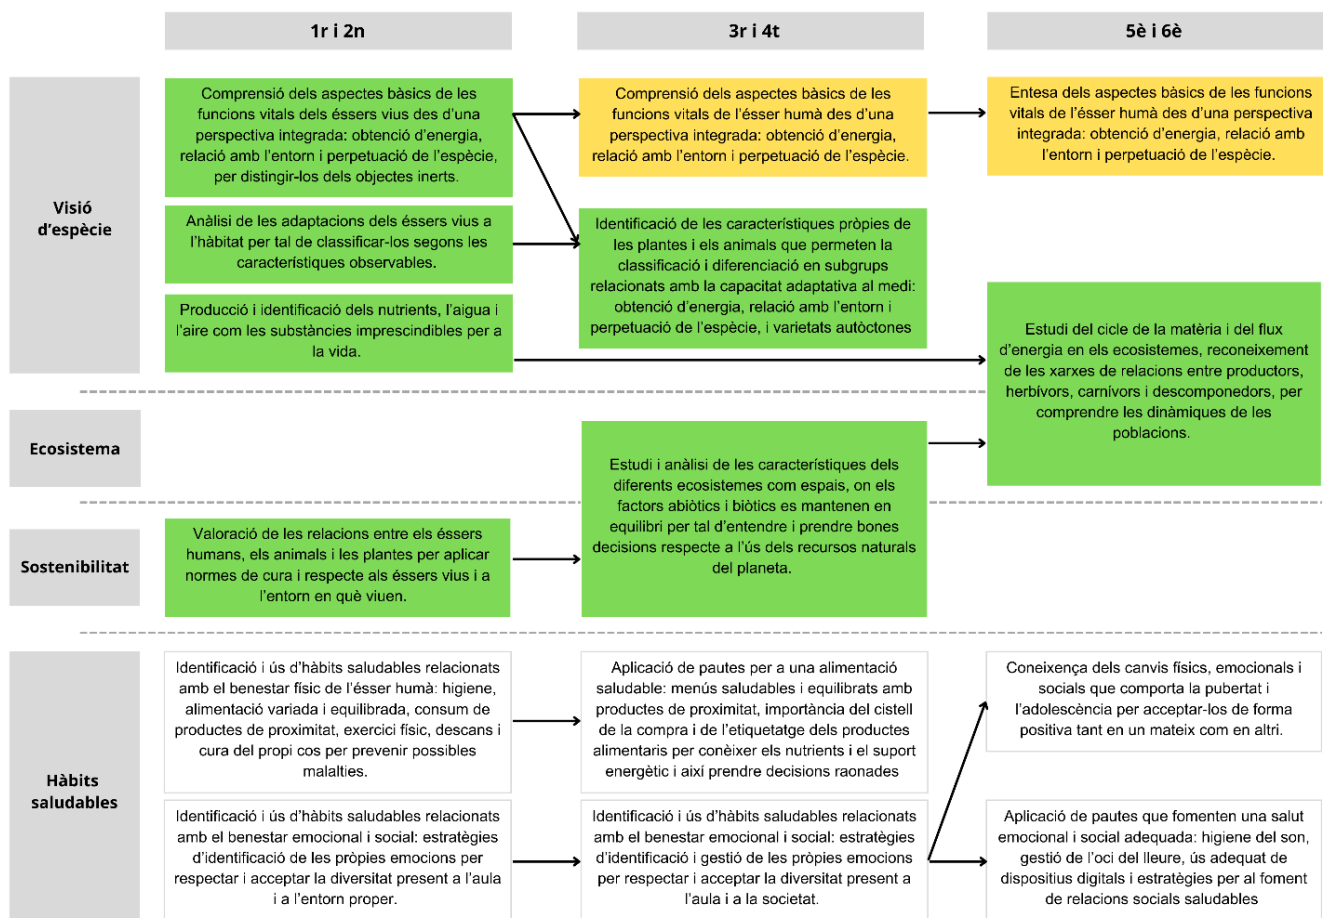 1r i 2n
3r i 4t
5è i 6è
Visió
d’espècie
Comprensió dels aspectes bàsics de les
funcions vitals dels éssers vius des d’una
perspectiva integrada: obtenció d’energia,
relació amb l’entorn i perpetuació de l’espècie,
per distingir-los dels objectes inerts.
Comprensió dels aspectes bàsics de les
funcions vitals de l’ésser humà des d’una
perspectiva integrada: obtenció d’energia,
relació amb l’entorn i perpetuació de l’espècie.
Entesa dels aspectes bàsics de les funcions
vitals de l’ésser humà des d’una perspectiva
integrada: obtenció d’energia, relació amb
l’entorn i perpetuació de l’espècie.
Anàlisi de les adaptacions dels éssers vius a
l’hàbitat per tal de classificar-los segons les
característiques observables.
Identificació de les característiques pròpies de
les plantes i els animals que permeten la
classificació i diferenciació en subgrups
relacionats amb la capacitat adaptativa al medi:
obtenció d’energia, relació amb l’entorn i
perpetuació de l’espècie, i varietats autòctones
Producció i identificació dels nutrients, l’aigua i
l’aire com les substàncies imprescindibles per a
la vida.
Estudi del cicle de la matèria i del flux
d’energia en els ecosistemes, reconeixement
de les xarxes de relacions entre productors,
herbívors, carnívors i descomponedors, per
comprendre les dinàmiques de les
poblacions.
Ecosistema
Estudi i anàlisi de les característiques dels
diferents ecosistemes com espais, on els
factors abiòtics i biòtics es mantenen en
equilibri per tal d’entendre i prendre bones
decisions respecte a l’ús dels recursos naturals
del planeta.
Sostenibilitat
Valoració de les relacions entre els éssers
humans, els animals i les plantes per aplicar
normes de cura i respecte als éssers vius i a
l’entorn en què viuen.
Hàbits
saludables
Identificació i ús d’hàbits saludables relacionats
amb el benestar físic de l’ésser humà: higiene,
alimentació variada i equilibrada, consum de
productes de proximitat, exercici físic, descans i
cura del propi cos per prevenir possibles
malalties.
Aplicació de pautes per a una alimentació
saludable: menús saludables i equilibrats amb
productes de proximitat, importància del cistell
de la compra i de l’etiquetatge dels productes
alimentaris per conèixer els nutrients i el suport
energètic i així prendre decisions raonades
Coneixença dels canvis físics, emocionals i
socials que comporta la pubertat i
l’adolescència per acceptar-los de forma
positiva tant en un mateix com en altri.
Identificació i ús d’hàbits saludables relacionats
amb el benestar emocional i social: estratègies
d’identificació de les pròpies emocions per
respectar i acceptar la diversitat present a l’aula
i a l’entorn proper.
Identificació i ús d’hàbits saludables relacionats
amb el benestar emocional i social: estratègies
d’identificació i gestió de les pròpies emocions
per respectar i acceptar la diversitat present a
l’aula i a la societat.
Aplicació de pautes que fomenten una salut
emocional i social adequada: higiene del son,
gestió de l’oci del lleure, ús adequat de
dispositius digitals i estratègies per al foment
de relacions socials saludables